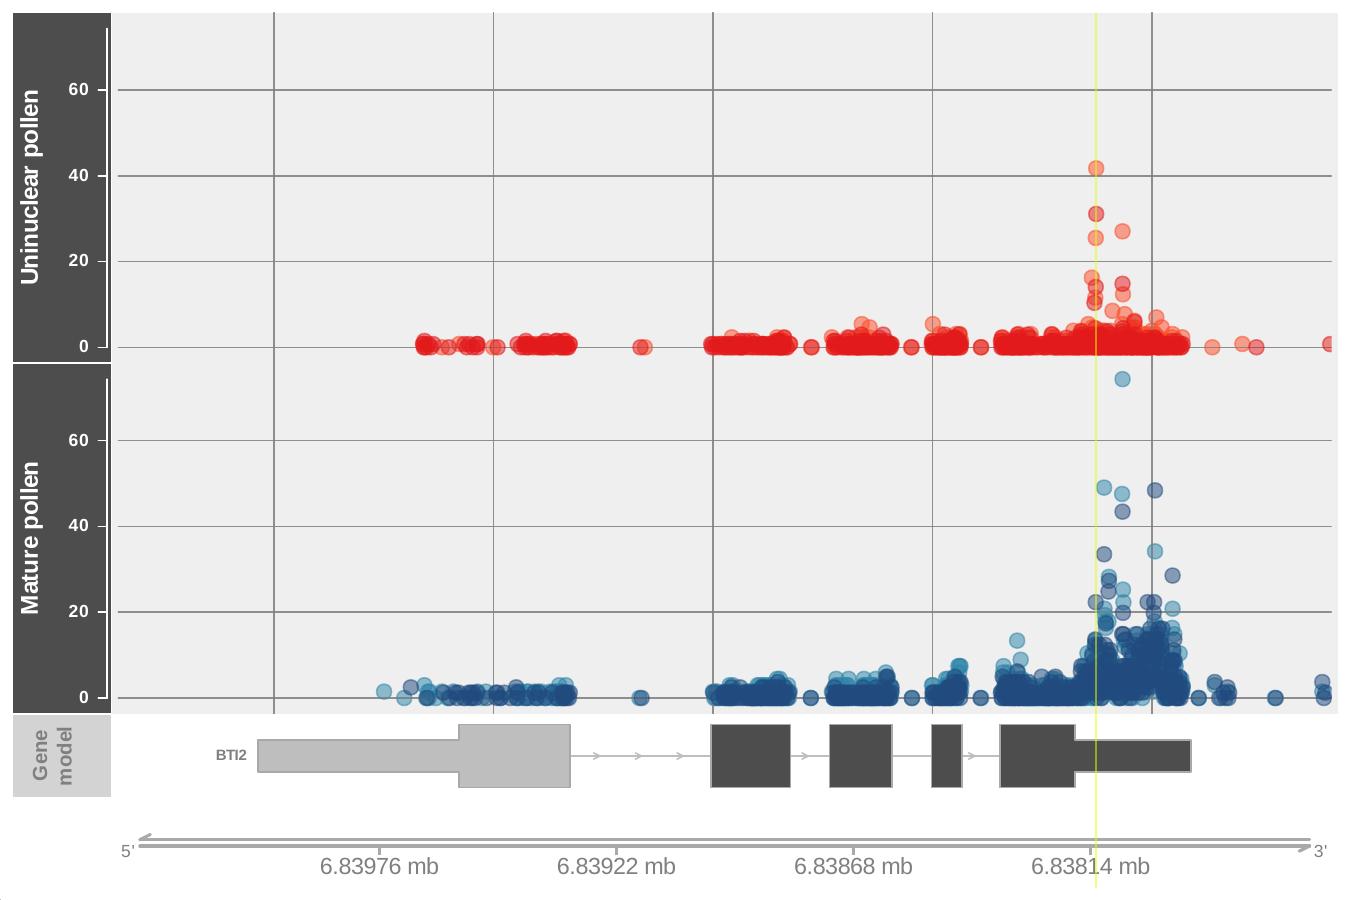 Uninuclear pollen
60
40
20
0
Mature pollen
60
40
20
0
Gene
model
BTI2
5'
3'
6.83976 mb
6.83922 mb
6.83868 mb
6.83814 mb